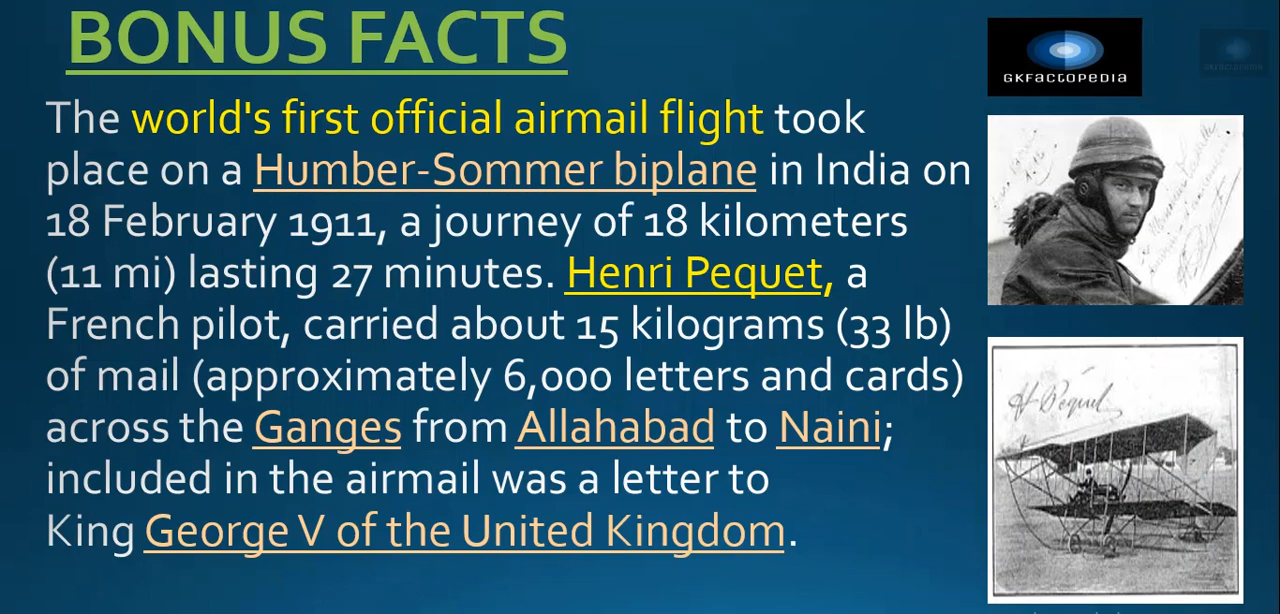 BONUS FACTS
GKFACTOPEDIA
The world's first official airmail flight took
place on a Humber-Sommer biplane in India on
18 February 1911, a journey of 18 kilometers
(11 mi) lasting 27 minutes. Henri Pequet, a
French pilot, carried about 15 kilograms (33 lb)
of mail (approximately 6,000 letters and cards)
across the Ganges from Allahabad to Naini;
included in the airmail was a letter to
King George V of the United Kingdom.
H Pequet